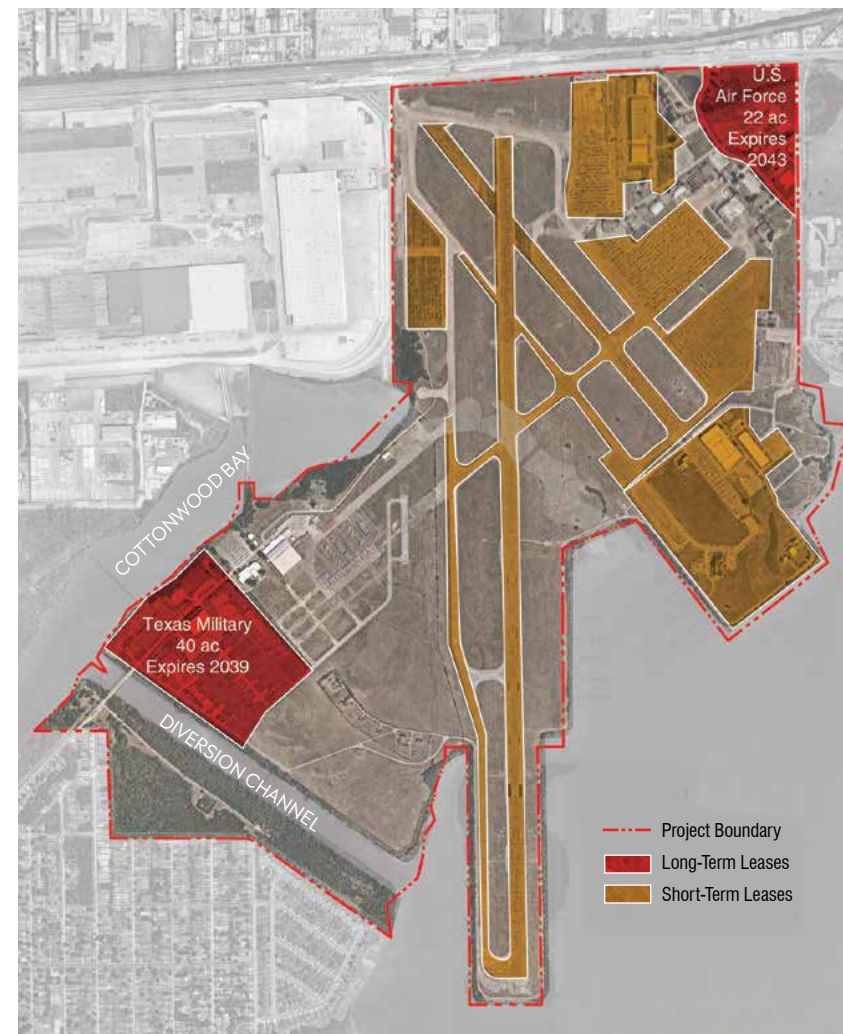 U.S.
Air Force
22 ac
Expires
2043
COTTONWOOD BAY
Texas Military
40 ac
Expires 2039
DIVERSION CHANNEL
Project Boundary
Long-Term Leases
Short-Term Leases